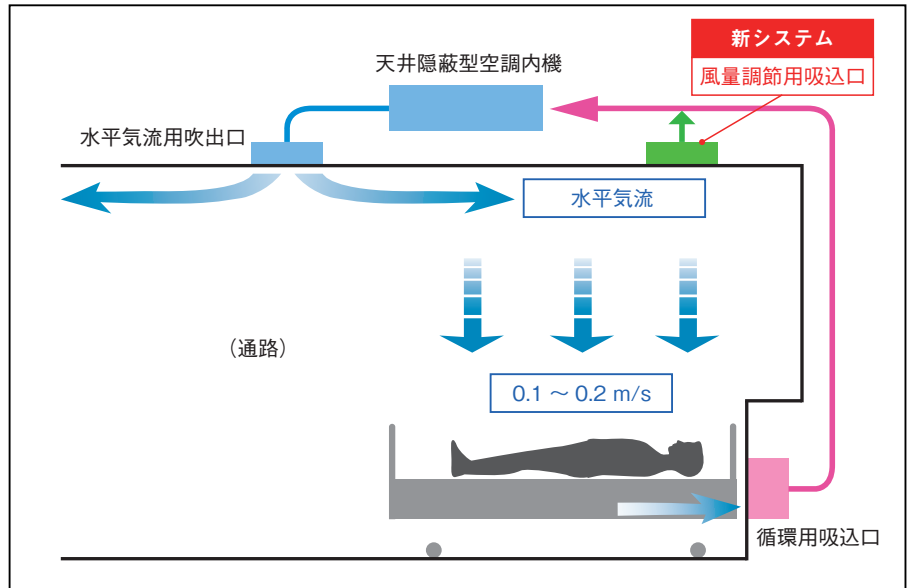 新システム
風量調節用吸込口
天井隠蔽型空調内機
水平気流用吹出口
水平気流
（通路）
0.1 ～ 0.2 m/s
循環用吸込口